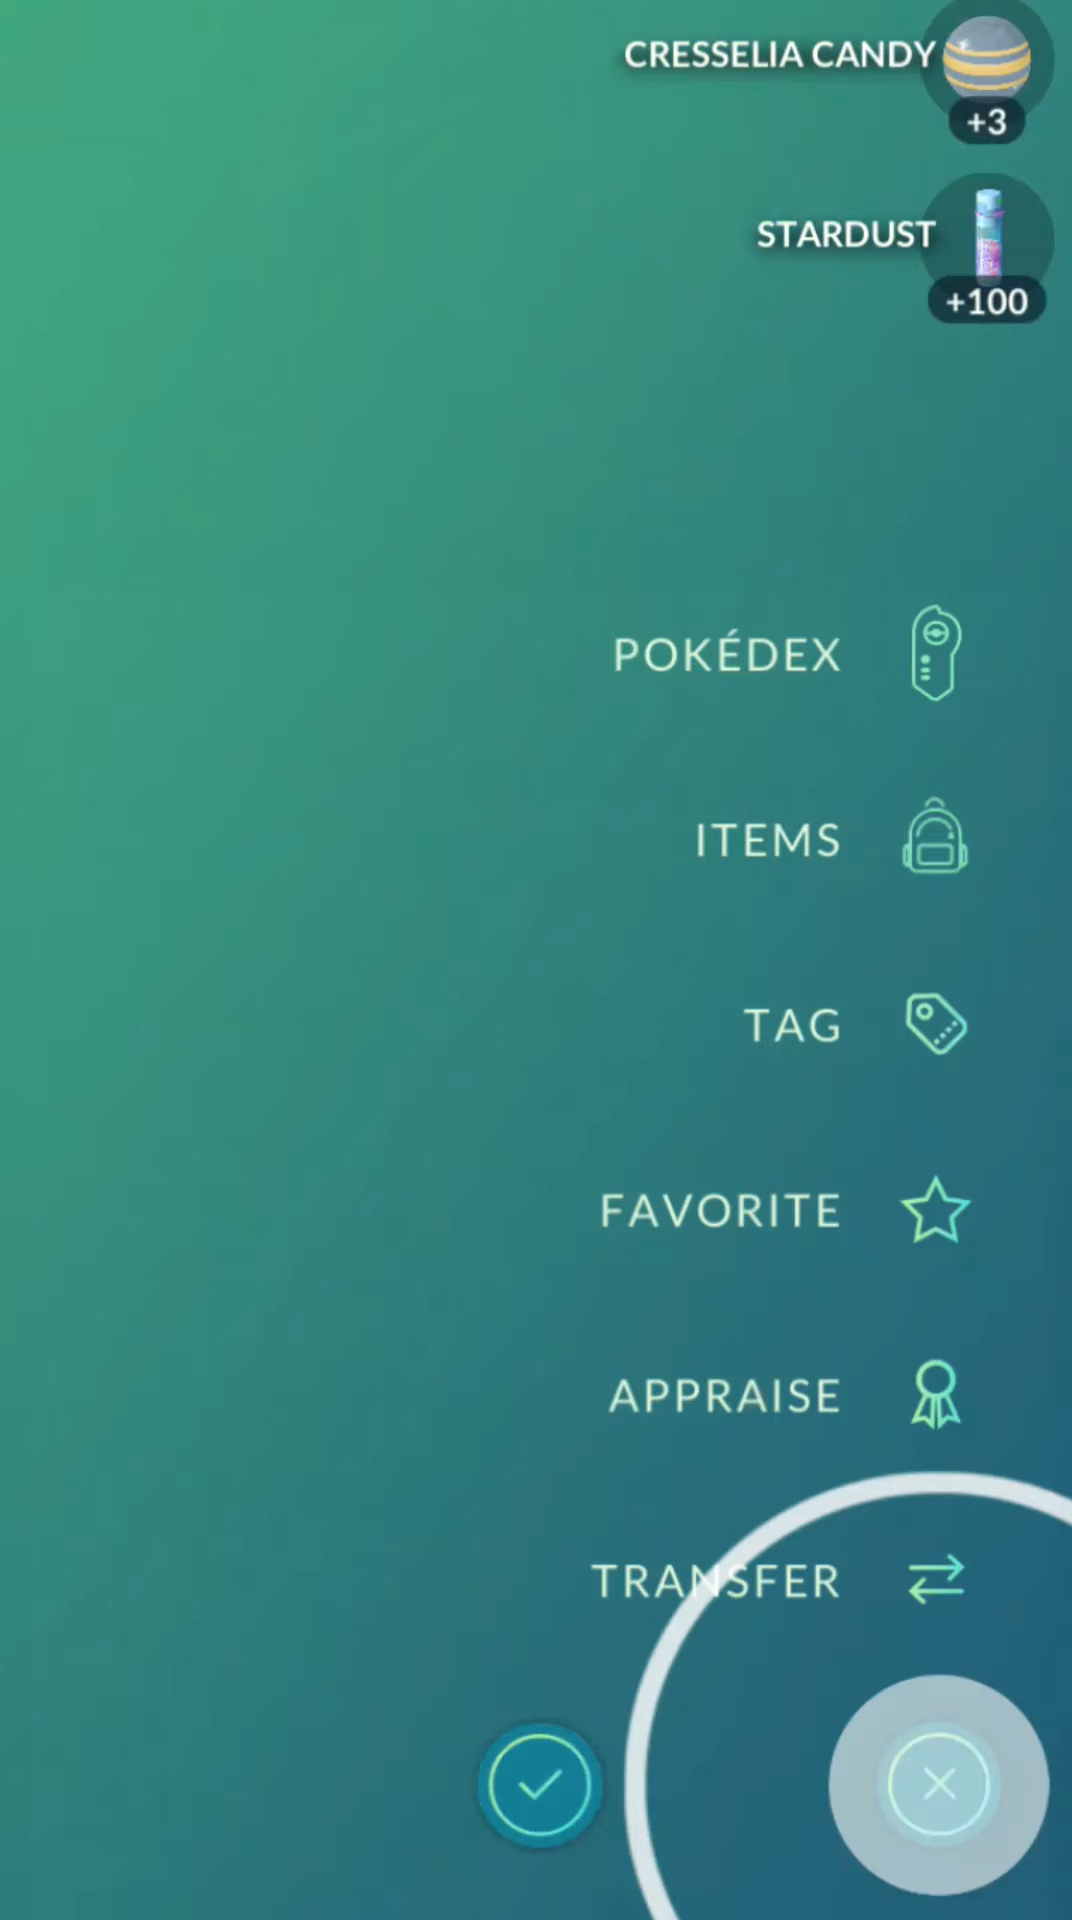 CRESSELIA CANDY
+3
STARDUST
+100
POKÉDEX
ITEMS
TAG
FAVORITE
APPRAISE
TRANSFER